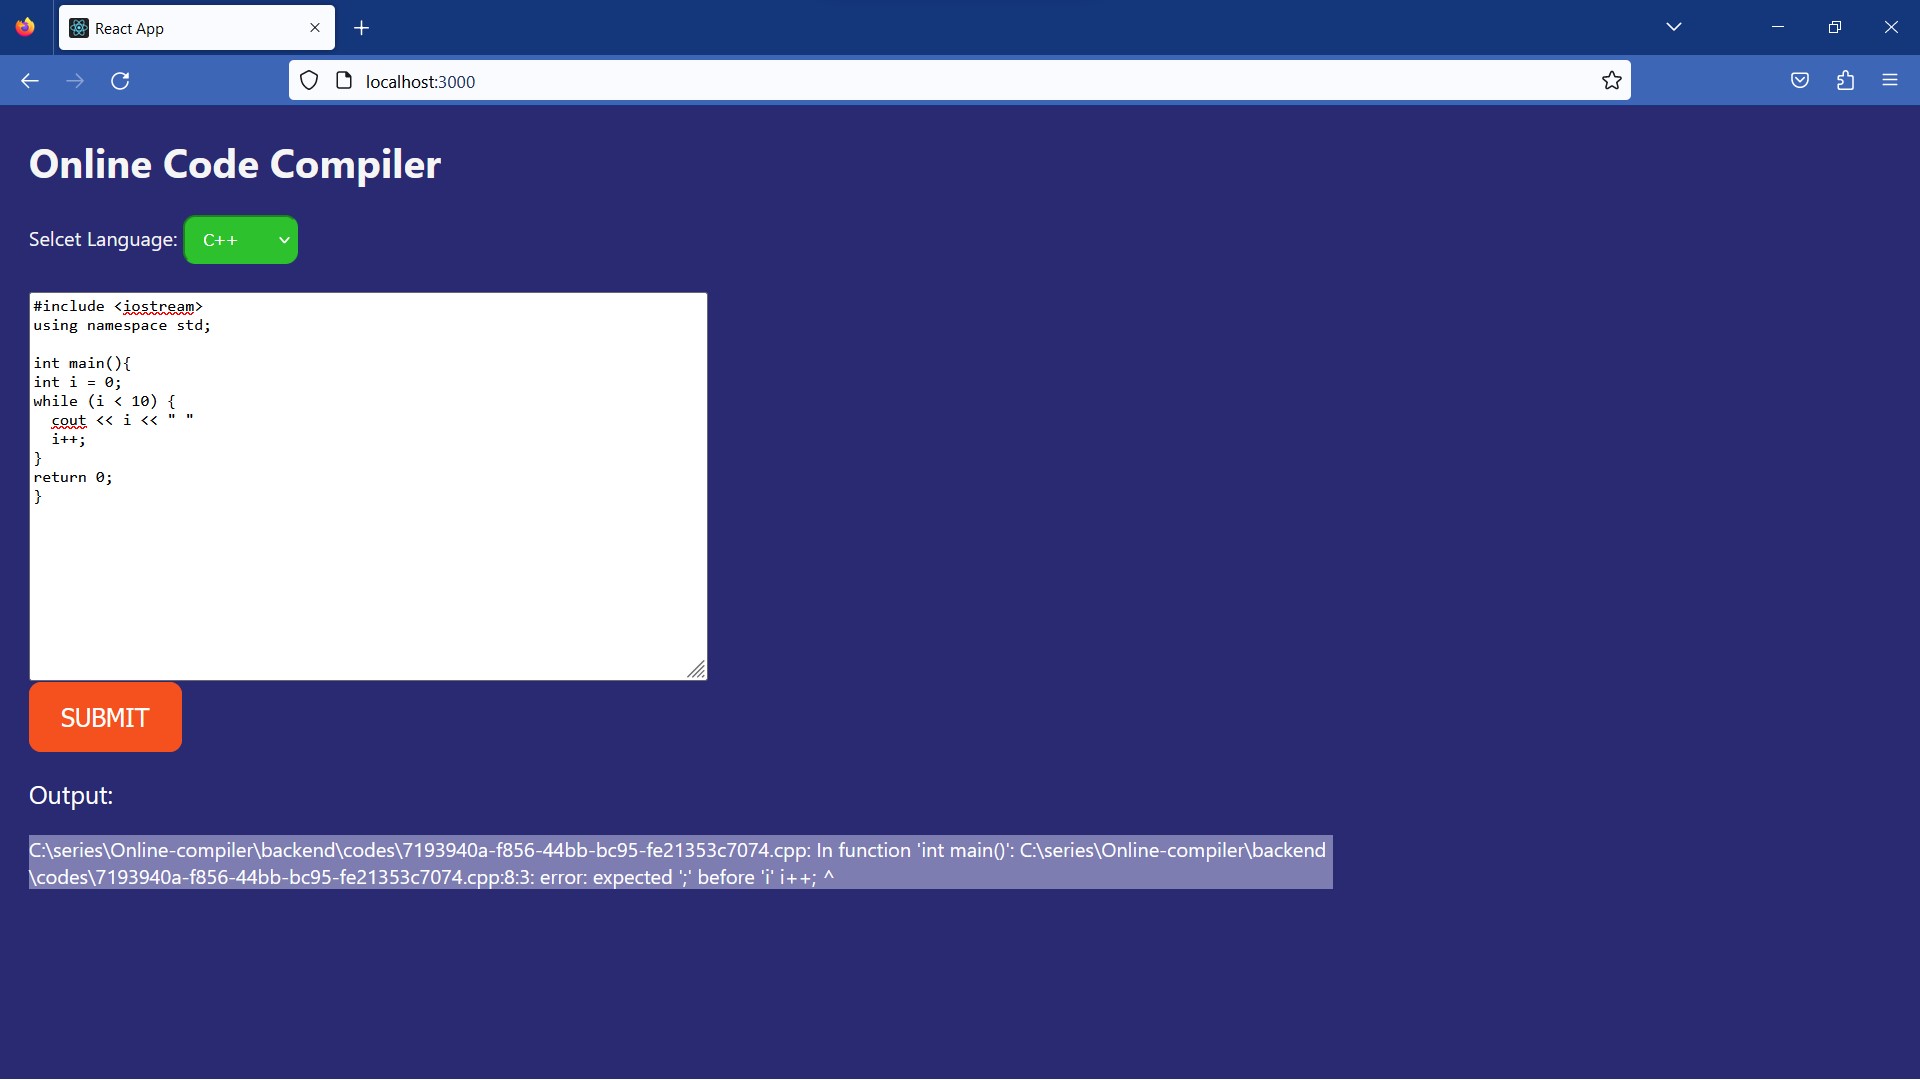 React App
localhost:3000
Online Code Compiler
Selcet Language: C++
#include <iostream>
using namespace std;
int main(){
int i = 0;
while (i < 10) {
cout << i << " "
i++;
}
return 0;
}
SUBMIT
Output:
C:\series\Online-compiler\backend\codes\7193940a-f856-44bb-bc95-fe21353c7074.cpp: In function 'int main()': C:\series\Online-compiler\backend
\codes\7193940a-f856-44bb-bc95-fe21353c7074.cpp:8:3: error: expected ';' before 'i' i++; ^